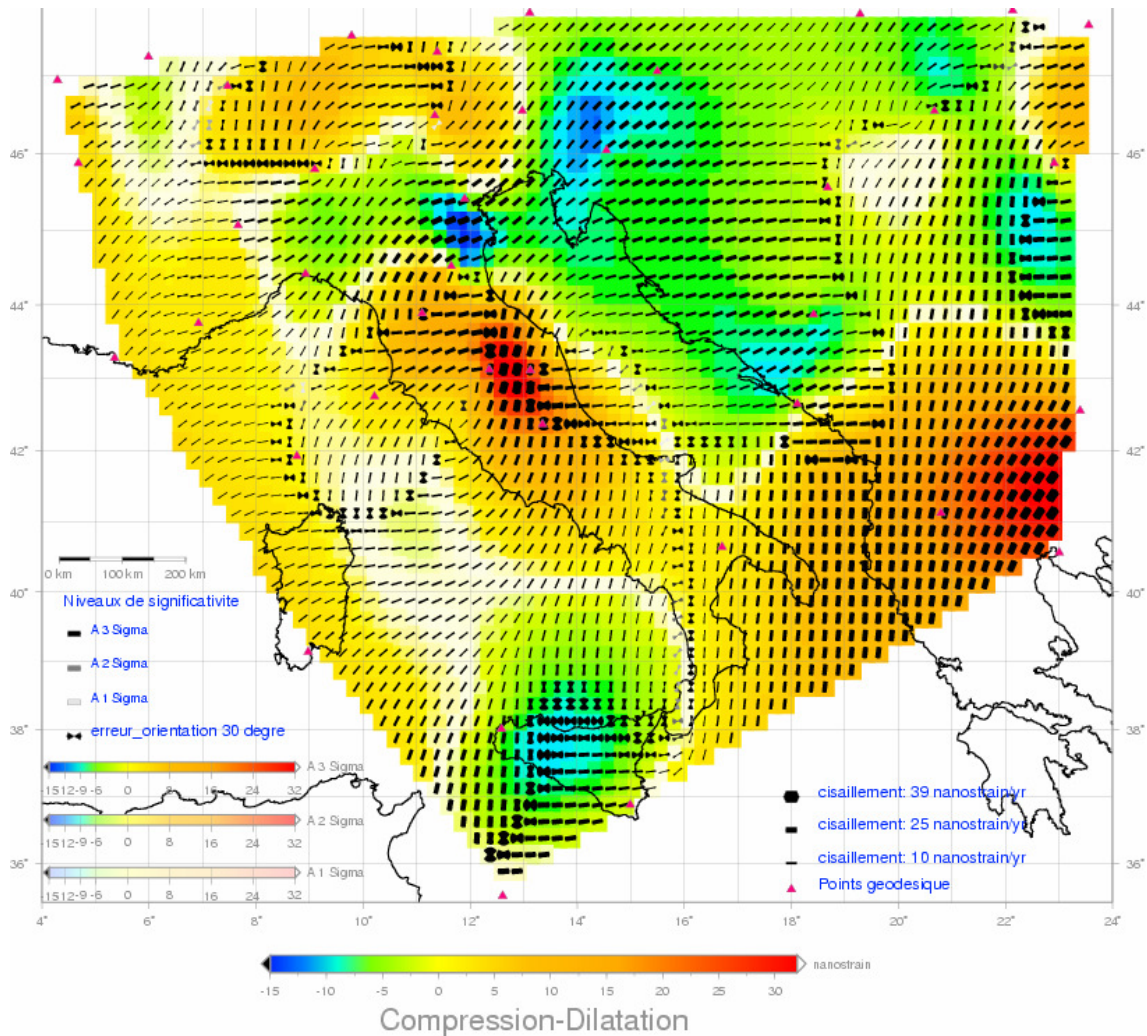 46° 46°
44° 44°
42° 42°
40° 40°
38° 38°
36° 36°
0 km 100 km 200 km
Niveaux de significativite
A 3 Sigma
A 2 Sigma
A 1 Sigma
erreur_orientation 30 degre
A 3 Sigma
-15 12 -9 -6 0 8 16 24 32
A 2 Sigma
-15 12 -9 -6 0 8 16 24 32
A 1 Sigma
-15 12 -9 -6 0 8 16 24 32
cisaillement: 39 nanostrain/yr
cisaillement: 25 nanostrain/yr
cisaillement: 10 nanostrain/yr
Points geodesique
4° 6° 8° 10° 12° 14° 16° 18° 20° 22° 24°
nanostrain
-15 -10 -5 0 5 10 15 20 25 30
Compression-Dilatation